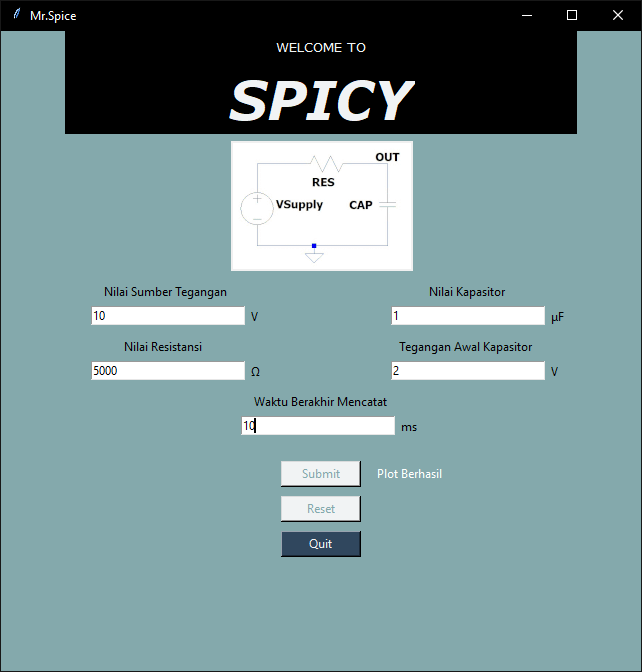 Mr.Spice
WELCOME TO
SPICY
OUT
RES
VSupply
CAP
Nilai Sumber Tegangan
10 V
Nilai Kapasitor
1 µF
Nilai Resistansi
5000 Ω
Tegangan Awal Kapasitor
2 V
Waktu Berakhir Mencatat
10 ms
Submit
Plot Berhasil
Reset
Quit